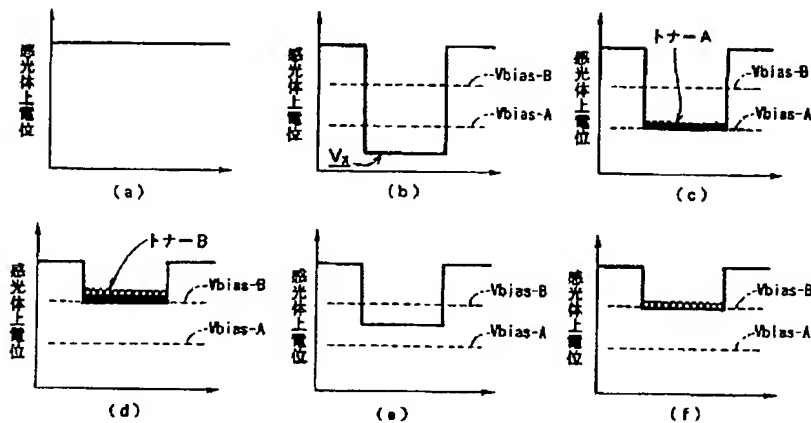 感光体上電位
(a)
感光体上電位
Vbias-B
Vbias-A
Vx
(b)
トナーA
感光体上電位
Vbias-B
Vbias-A
(c)
トナーB
感光体上電位
Vbias-B
Vbias-A
(d)
感光体上電位
Vbias-B
Vbias-A
(e)
感光体上電位
Vbias-B
Vbias-A
(f)